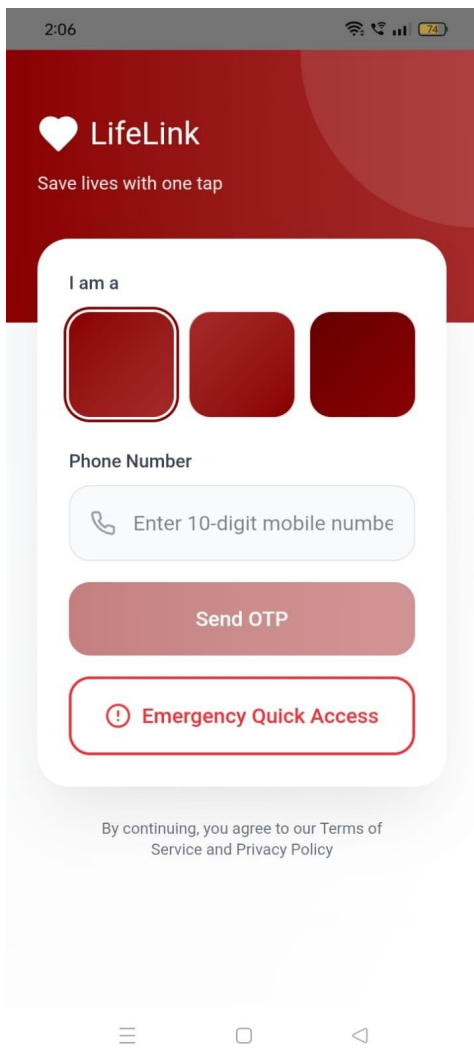 2:06
74
LifeLink
Save lives with one tap
I am a
Phone Number
Enter 10-digit mobile numbe
Send OTP
Emergency Quick Access
By continuing, you agree to our Terms of
Service and Privacy Policy